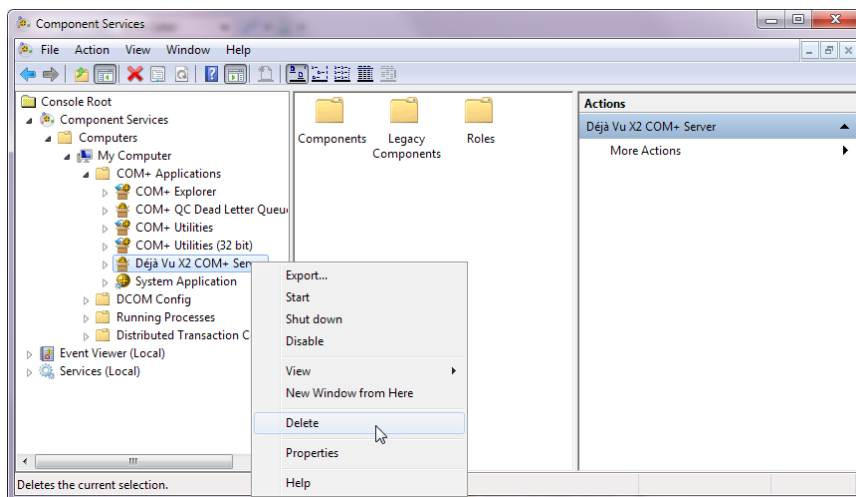 Component Services
File Action View Window Help
Console Root
Component Services
Computers
My Computer
COM+ Applications
COM+ Explorer
COM+ QC Dead Letter Queu
COM+ Utilities
COM+ Utilities (32 bit)
Déjà Vu X2 COM+ Ser
System Application
DCOM Config
Running Processes
Distributed Transaction C
Event Viewer (Local)
Services (Local)
Components
Legacy
Components
Roles
Actions
Déjà Vu X2 COM+ Server
More Actions
Export...
Start
Shut down
Disable
View
New Window from Here
Delete
Properties
Help
Deletes the current selection.